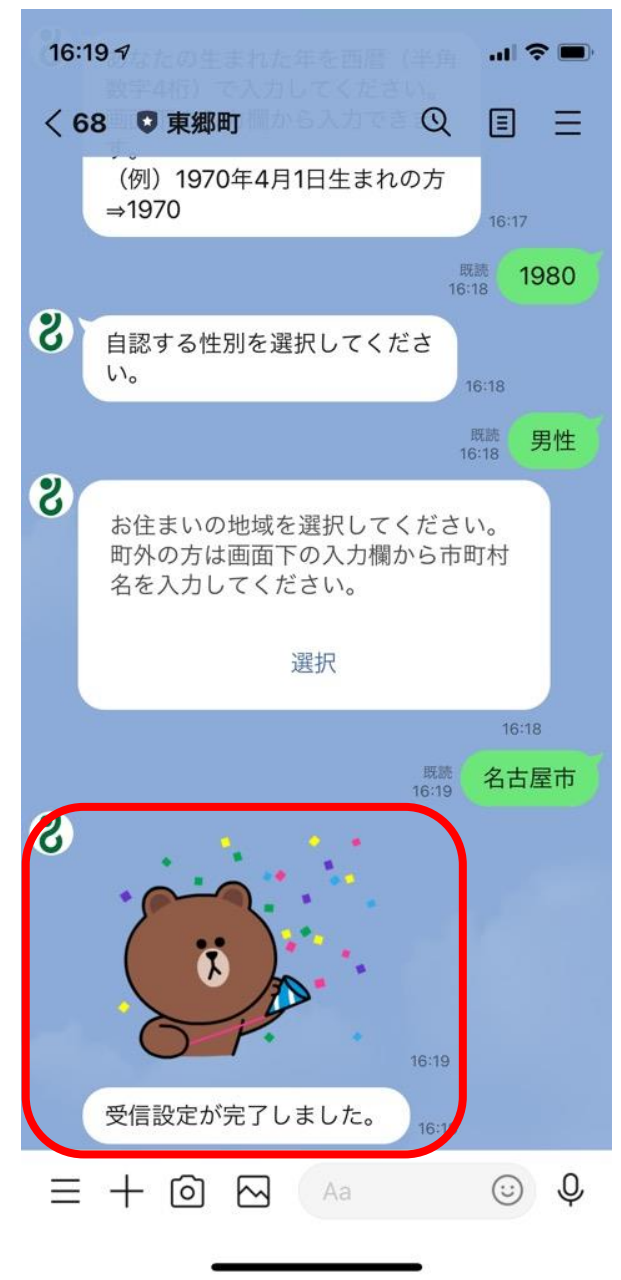 16:19
あなたの生まれた年を西暦（半角
数字4桁）で入力してください。
68 東郷町
す。
（例）1970年4月1日生まれの方
⇒1970
16:17
既読
16:18
1980
自認する性別を選択してくださ
い。
16:18
既読
16:18
男性
お住まいの地域を選択してください。
町外の方は画面下の入力欄から市町村
名を入力してください。
選択
16:18
既読
16:19
名古屋市
16:19
受信設定が完了しました。
Aa